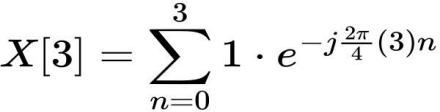 X[3] = \sum_{n=0}^{3} 1 \cdot e^{-j\frac{2\pi}{4}(3)n}